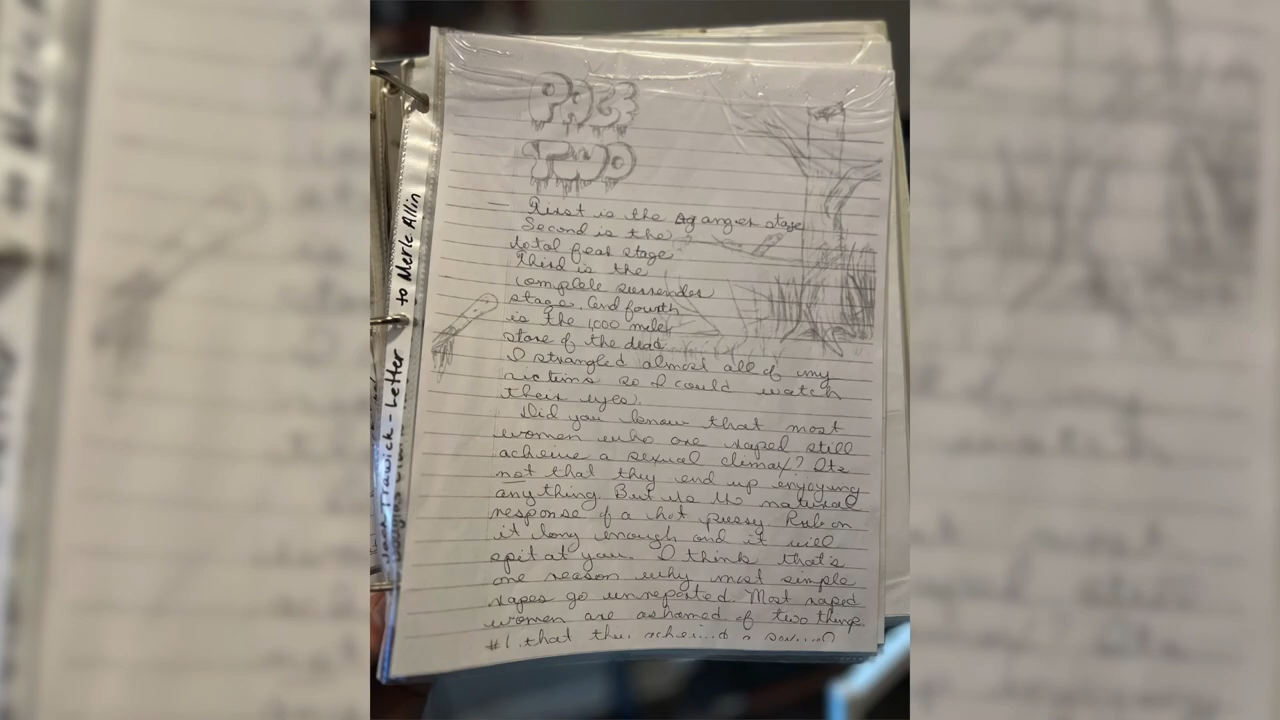 PAGE
TWO
— First is the anger stage
Second is the
total fear stage
Third is the
complete surrender
stage. And fourth
is the 1,000 mile
stare of the dead.
I strangled almost all of my
victims so I could watch
their eyes.
Did you know that most
women who are raped still
acheive a sexual climax? Its
not that they end up enjoying
anything. But its the natural
response of a hot pussy. Rub on
it long enough and it will
spit at you. I think that's
one reason why most simple
rapes go unreported. Most raped
women are ashamed of two things.
#1. that they
Trawick - Letter to Merle Allin